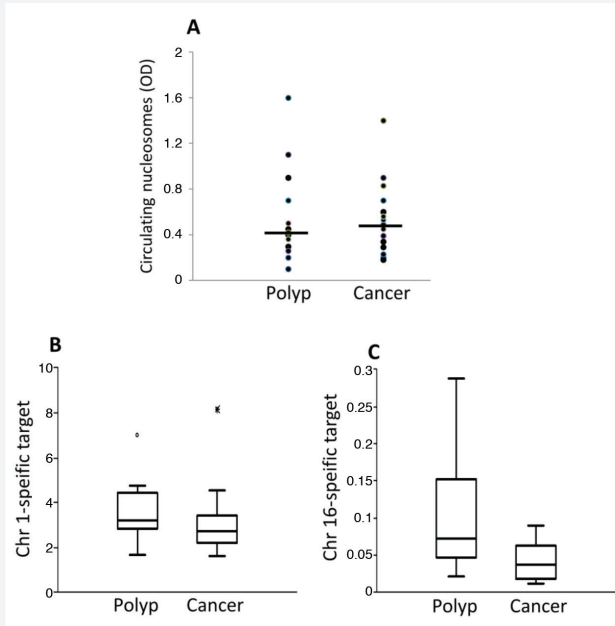 A
Circulating nucleosomes (OD)
2
1.6
1.2
0.8
0.4
0
Polyp Cancer
B
Chr 1-speific target
10
8
6
4
2
0
Polyp Cancer
C
Chr 16-speific target
0.3
0.25
0.2
0.15
0.1
0.05
0
Polyp Cancer